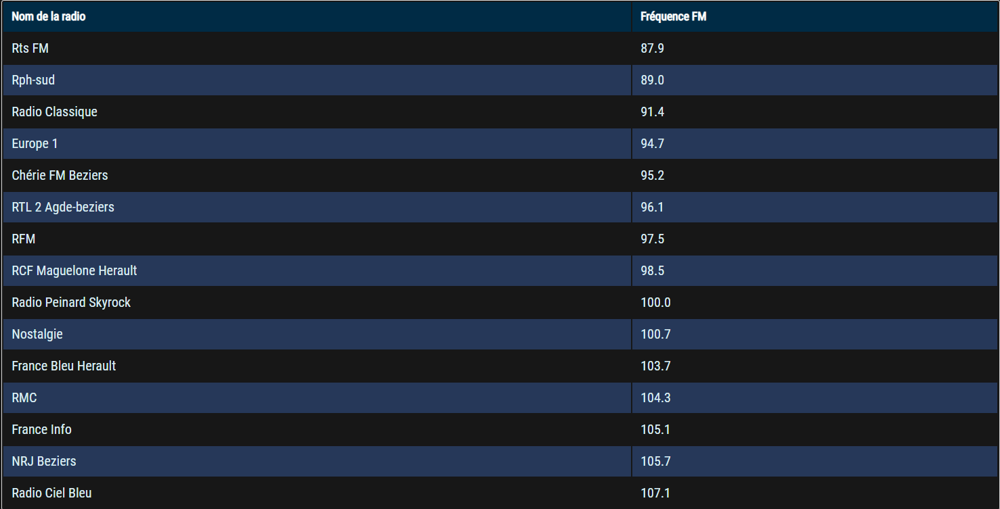 Nom de la radio Fréquence FM
Rts FM 87.9
Rph-sud 89.0
Radio Classique 91.4
Europe 1 94.7
Chérie FM Beziers 95.2
RTL 2 Agde-beziers 96.1
RFM 97.5
RCF Maguelone Herault 98.5
Radio Peinard Skyrock 100.0
Nostalgie 100.7
France Bleu Herault 103.7
RMC 104.3
France Info 105.1
NRJ Beziers 105.7
Radio Ciel Bleu 107.1